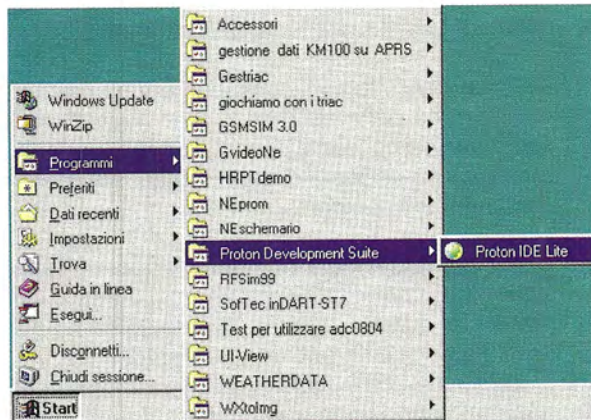 Windows Update
WinZip
Programmi
Preferiti
Dati recenti
Impostazioni
Trova
Guida in linea
Esegui...
Disconnetti...
Chiudi sessione...
Start
Accessori
gestione dati KM100 su APRS
Gestriac
giochiamo con i triac
GSMSIM 3.0
GvideoNe
HRPTdemo
NEprom
NEschemario
Proton Development Suite
RFSim99
SofTec inDART-ST7
Test per utilizzare adc0804
UI-View
WEATHERDATA
WXtoImg
Proton IDE Lite